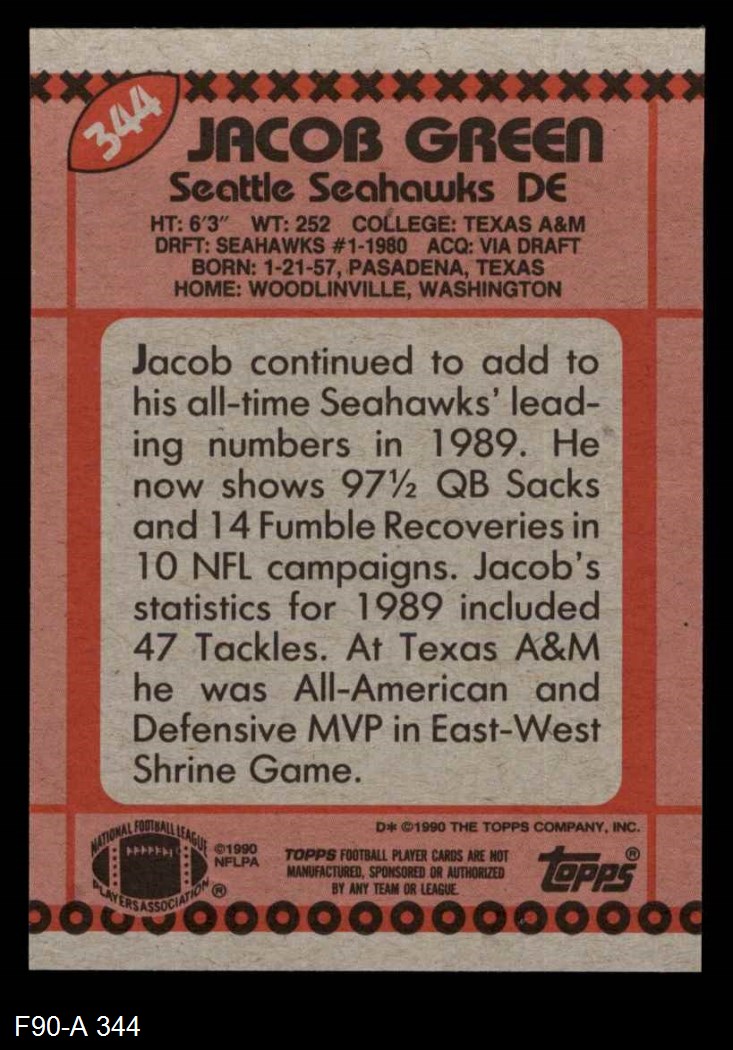 344
JACOB GREEN
Seattle Seahawks DE
HT: 6'3" WT: 252 COLLEGE: TEXAS A&M
DRFT: SEAHAWKS #1-1980 ACQ: VIA DRAFT
BORN: 1-21-57, PASADENA, TEXAS
HOME: WOODLINVILLE, WASHINGTON
Jacob continued to add to
his all-time Seahawks' lead-
ing numbers in 1989. He
now shows 97½ QB Sacks
and 14 Fumble Recoveries in
10 NFL campaigns. Jacob's
statistics for 1989 included
47 Tackles. At Texas A&M
he was All-American and
Defensive MVP in East-West
Shrine Game.
D* ©1990 THE TOPPS COMPANY, INC.
NATIONAL FOOTBALL LEAGUE
PLAYERS ASSOCIATION ®
©1990
NFLPA
TOPPS FOOTBALL PLAYER CARDS ARE NOT
MANUFACTURED, SPONSORED OR AUTHORIZED
BY ANY TEAM OR LEAGUE.
topps®
F90-A 344